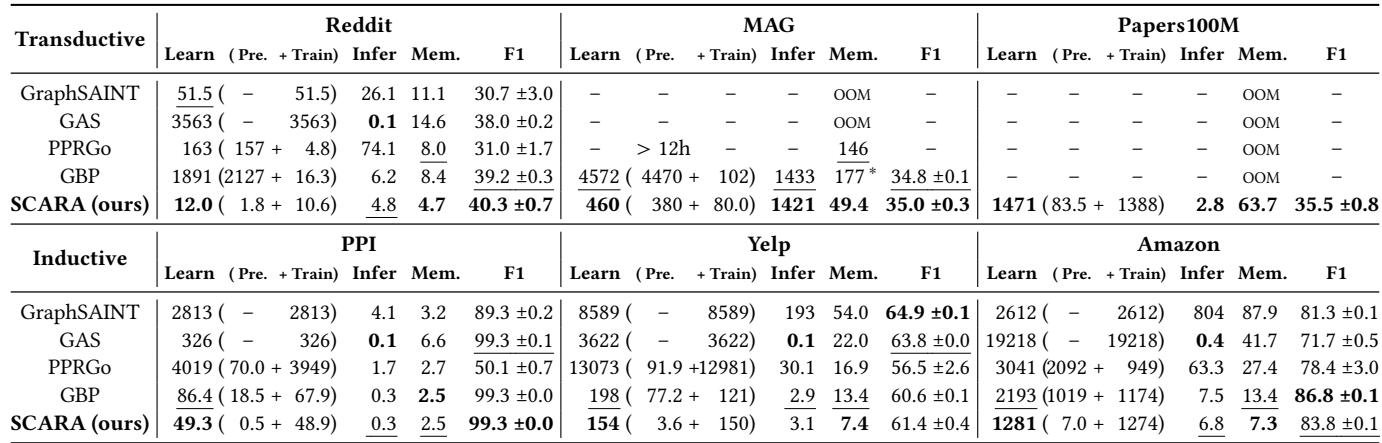 Transductive Reddit MAG Papers100M
Learn ( Pre. + Train) Infer Mem. F1 Learn ( Pre. + Train) Infer Mem. F1 Learn ( Pre. + Train) Infer Mem. F1
GraphSAINT 51.5 ( – 51.5) 26.1 11.1 30.7 ±3.0 – – – – OOM – – – – – OOM –
GAS 3563 ( – 3563) 0.1 14.6 38.0 ±0.2 – – – – OOM – – – – – OOM –
PPRGo 163 ( 157 + 4.8) 74.1 8.0 31.0 ±1.7 – > 12h – – 146 – – – – – OOM –
GBP 1891 (2127 + 16.3) 6.2 8.4 39.2 ±0.3 4572 ( 4470 + 102) 1433 177 * 34.8 ±0.1 – – – – OOM –
SCARA (ours) 12.0 ( 1.8 + 10.6) 4.8 4.7 40.3 ±0.7 460 ( 380 + 80.0) 1421 49.4 35.0 ±0.3 1471 (83.5 + 1388) 2.8 63.7 35.5 ±0.8
Inductive PPI Yelp Amazon
Learn ( Pre. + Train) Infer Mem. F1 Learn ( Pre. + Train) Infer Mem. F1 Learn ( Pre. + Train) Infer Mem. F1
GraphSAINT 2813 ( – 2813) 4.1 3.2 89.3 ±0.2 8589 ( – 8589) 193 54.0 64.9 ±0.1 2612 ( – 2612) 804 87.9 81.3 ±0.1
GAS 326 ( – 326) 0.1 6.6 99.3 ±0.1 3622 ( – 3622) 0.1 22.0 63.8 ±0.0 19218 ( – 19218) 0.4 41.7 71.7 ±0.5
PPRGo 4019 ( 70.0 + 3949) 1.7 2.7 50.1 ±0.7 13073 ( 91.9 +12981) 30.1 16.9 56.5 ±2.6 3041 (2092 + 949) 63.3 27.4 78.4 ±3.0
GBP 86.4 ( 18.5 + 67.9) 0.3 2.5 99.3 ±0.0 198 ( 77.2 + 121) 2.9 13.4 60.6 ±0.1 2193 (1019 + 1174) 7.5 13.4 86.8 ±0.1
SCARA (ours) 49.3 ( 0.5 + 48.9) 0.3 2.5 99.3 ±0.0 154 ( 3.6 + 150) 3.1 7.4 61.4 ±0.4 1281 ( 7.0 + 1274) 6.8 7.3 83.8 ±0.1